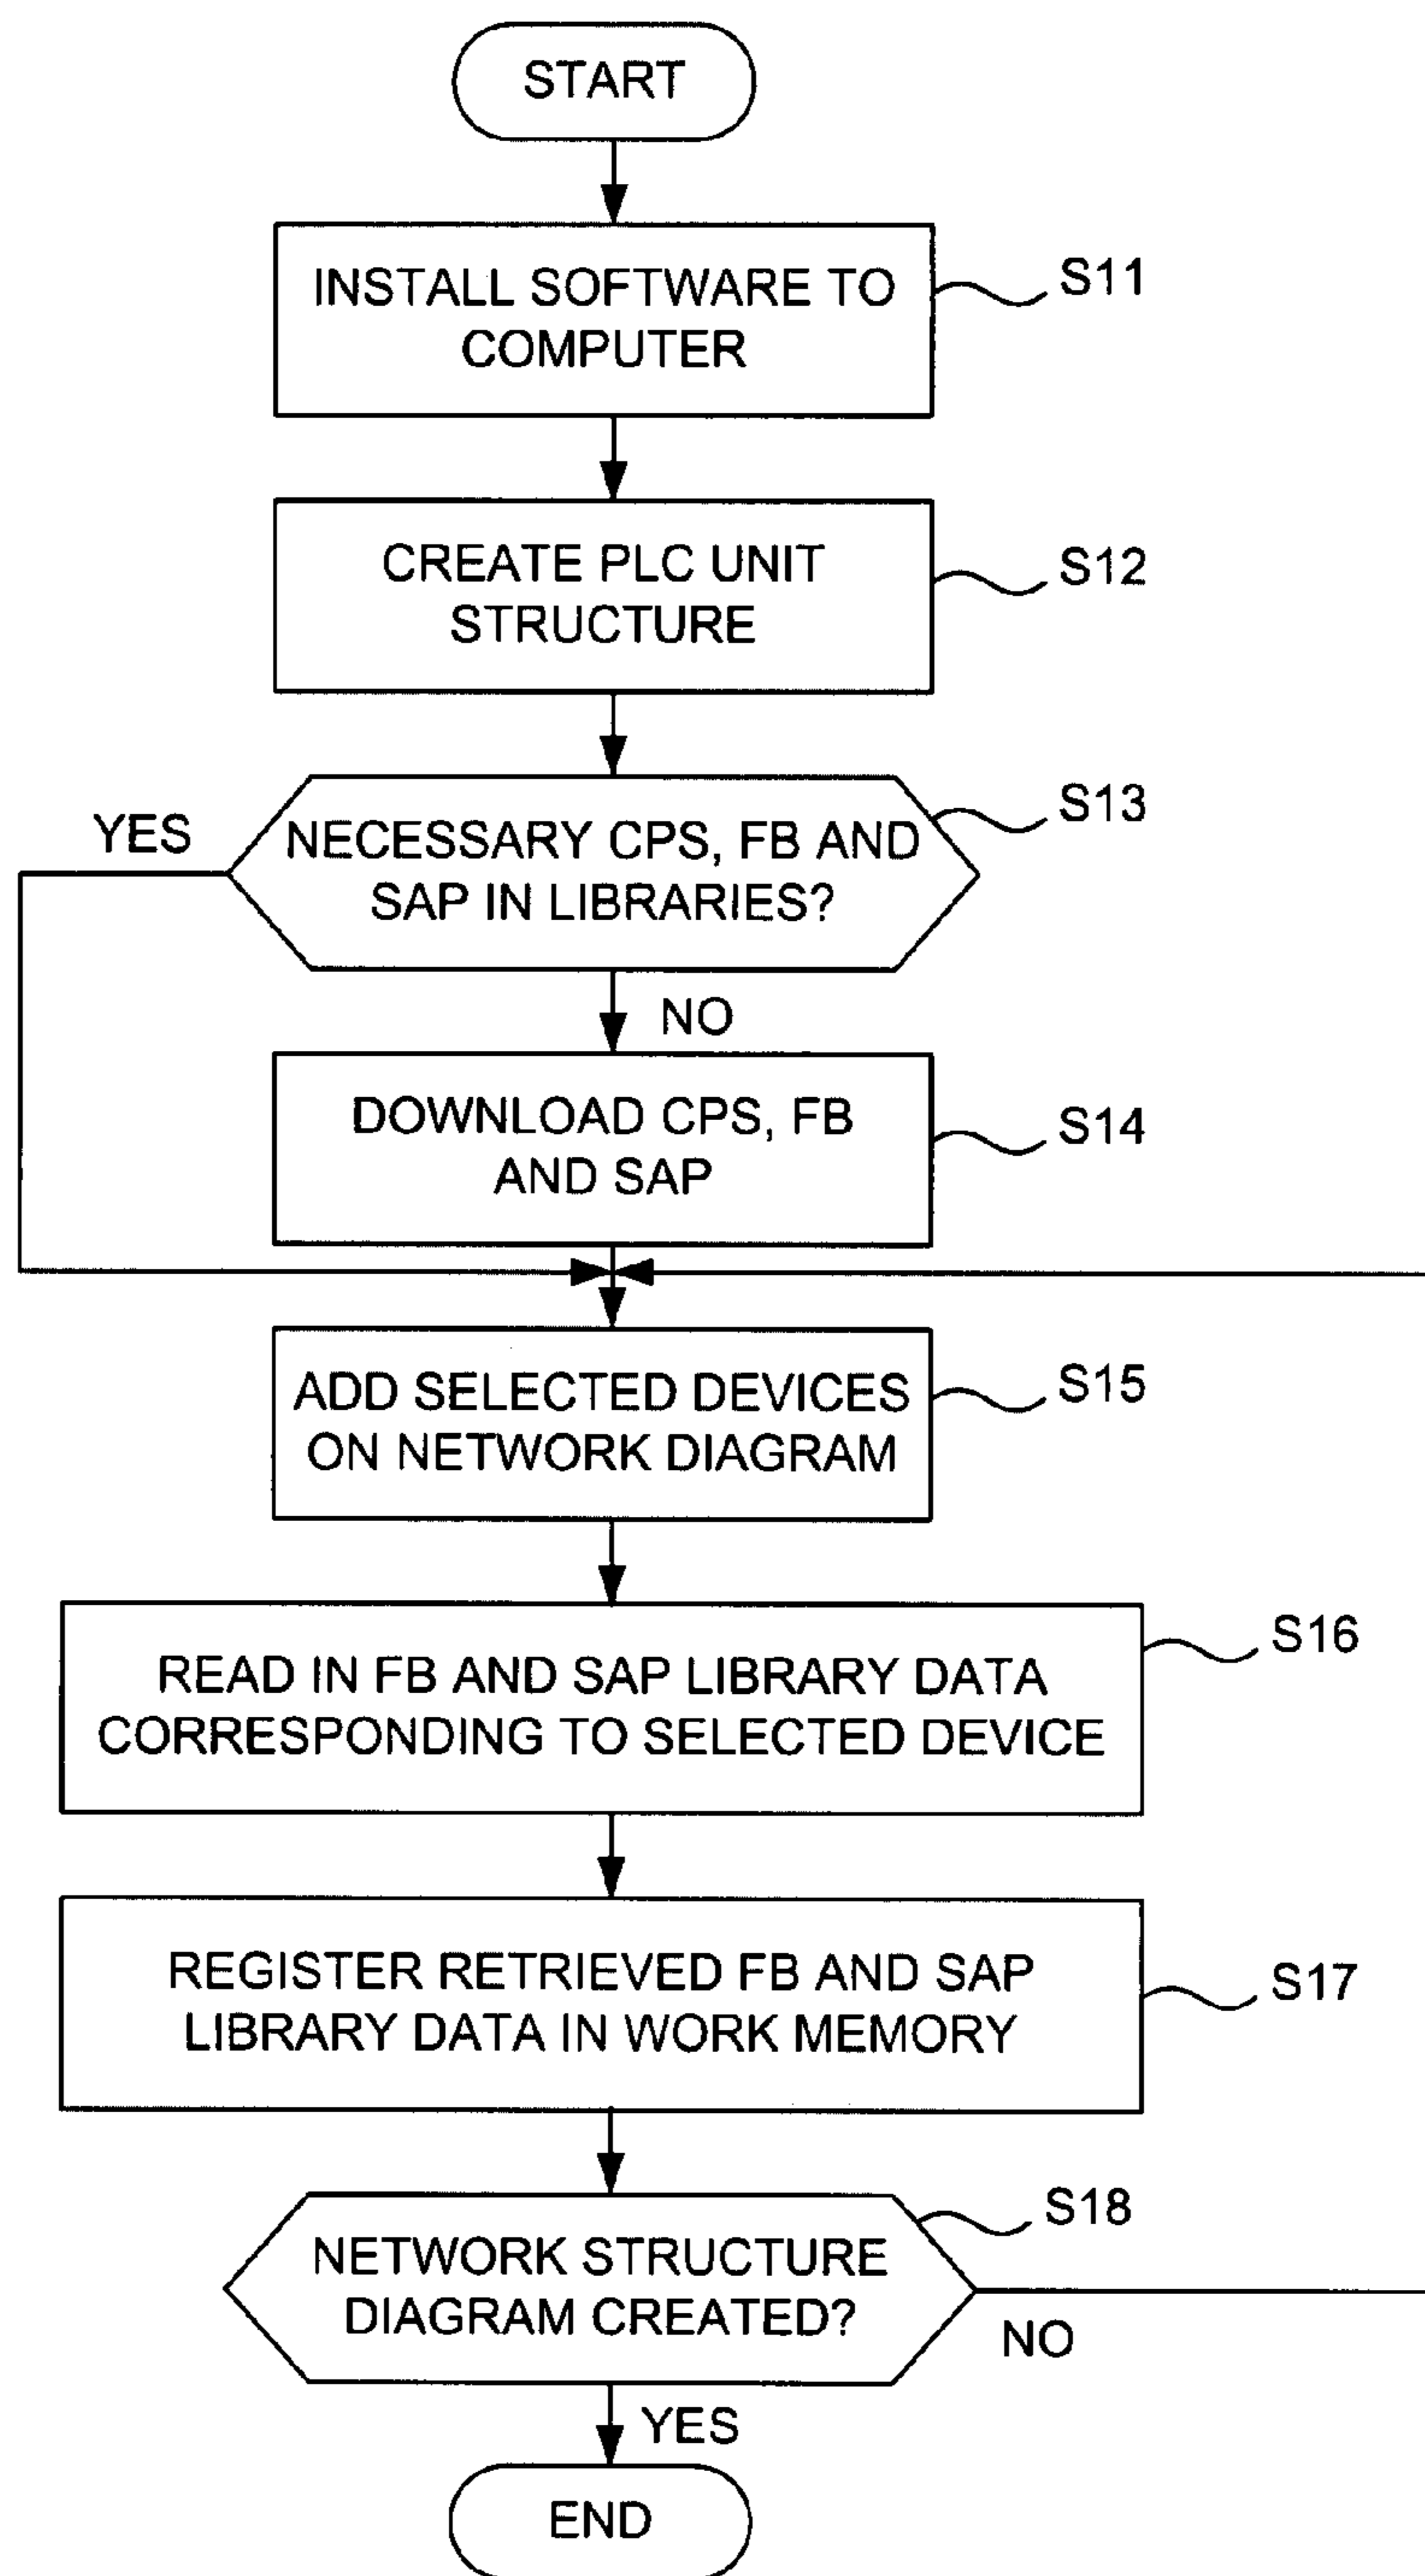 START
INSTALL SOFTWARE TO
COMPUTER
S11
CREATE PLC UNIT
STRUCTURE
S12
YES
NECESSARY CPS, FB AND
SAP IN LIBRARIES?
S13
NO
DOWNLOAD CPS, FB
AND SAP
S14
ADD SELECTED DEVICES
ON NETWORK DIAGRAM
S15
READ IN FB AND SAP LIBRARY DATA
CORRESPONDING TO SELECTED DEVICE
S16
REGISTER RETRIEVED FB AND SAP
LIBRARY DATA IN WORK MEMORY
S17
NETWORK STRUCTURE
DIAGRAM CREATED?
S18
NO
YES
END